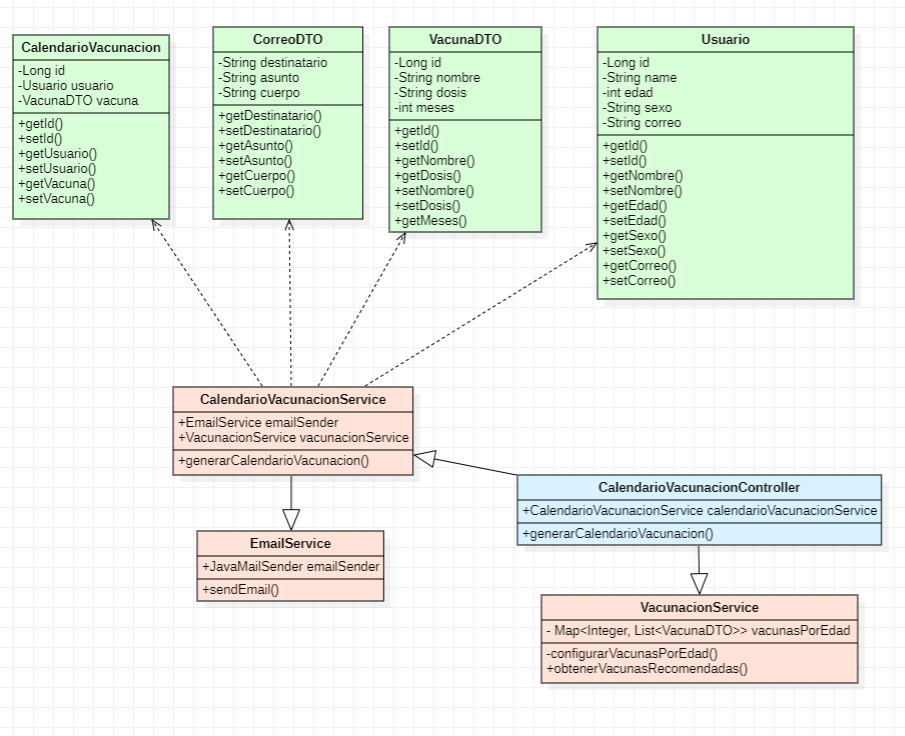 CalendarioVacunacion
-Long id
-Usuario usuario
-VacunaDTO vacuna
+getId()
+setId()
+getUsuario()
+setUsuario()
+getVacuna()
+setVacuna()
CorreoDTO
-String destinatario
-String asunto
-String cuerpo
+getDestinatario()
+setDestinatario()
+getAsunto()
+setAsunto()
+getCuerpo()
+setCuerpo()
VacunaDTO
-Long id
-String nombre
-String dosis
-int meses
+getId()
+setId()
+getNombre()
+getDosis()
+setNombre()
+setDosis()
+getMeses()
Usuario
-Long id
-String name
-int edad
-String sexo
-String correo
+getId()
+setId()
+getNombre()
+setNombre()
+getEdad()
+setEdad()
+getSexo()
+setSexo()
+getCorreo()
+setCorreo()
CalendarioVacunacionService
+EmailService emailSender
+VacunacionService vacunacionService
+generarCalendarioVacunacion()
CalendarioVacunacionController
+CalendarioVacunacionService calendarioVacunacionService
+generarCalendarioVacunacion()
EmailService
+JavaMailSender emailSender
+sendEmail()
VacunacionService
- Map<Integer, List<VacunaDTO>> vacunasPorEdad
-configurarVacunasPorEdad()
+obtenerVacunasRecomendadas()